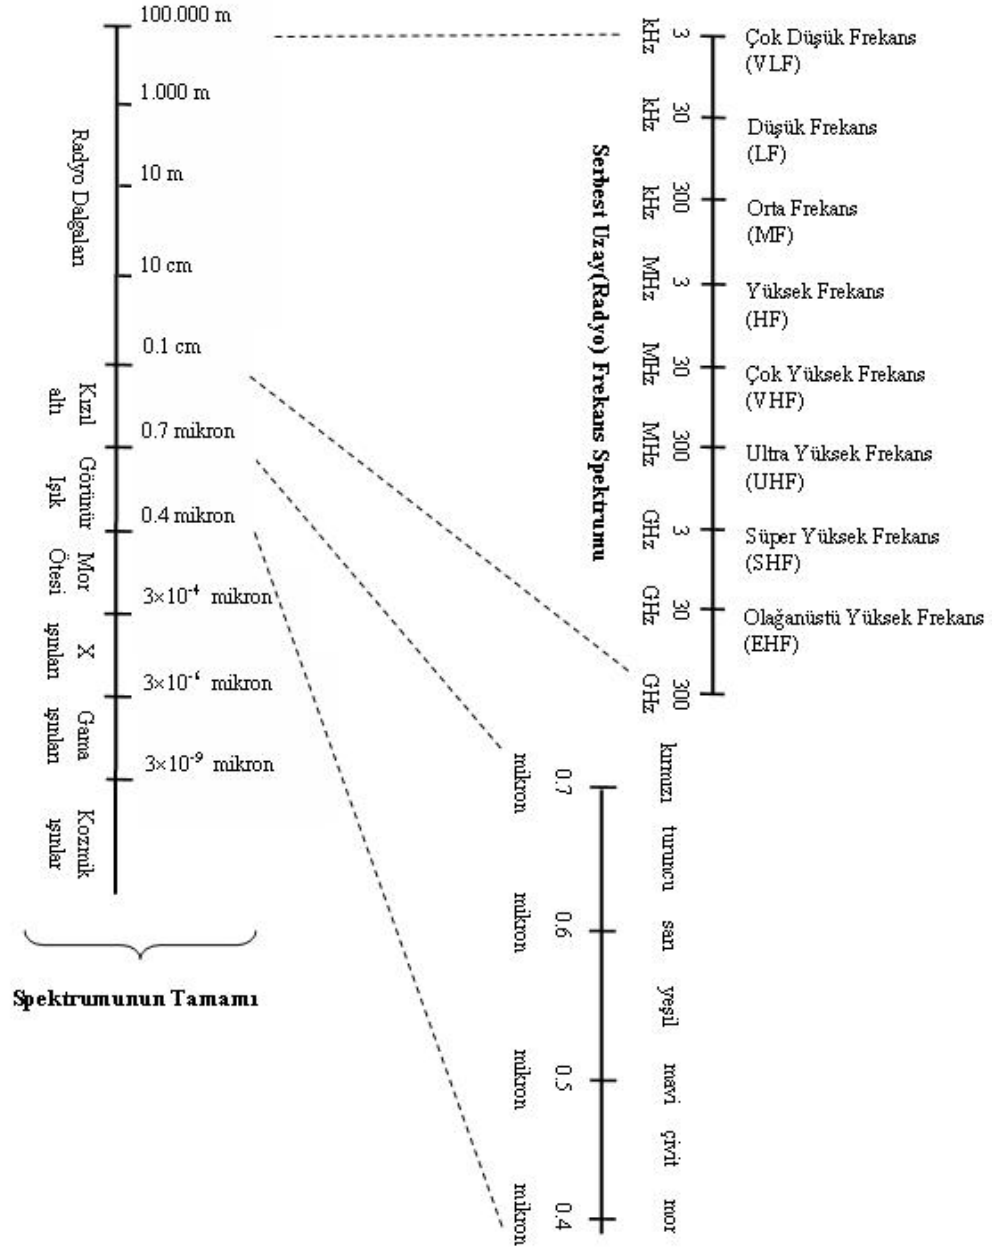 100.000 m
1.000 m
10 m
10 cm
0.1 cm
0.7 mikron
0.4 mikron
3×10⁻⁴ mikron
3×10⁻⁶ mikron
3×10⁻⁹ mikron
Radyo Dalgaları
Kızıl
altı
Görünür
Işık
Mor
Ötesi
X
ışınları
Gama
ışınları
Kozmik
ışınlar
Spektrumunun Tamamı
Serbest Uzay(Radyo) Frekans Spektrumu
3
kHz
30
kHz
300
kHz
3
MHz
30
MHz
300
MHz
3
GHz
30
GHz
300
GHz
Çok Düşük Frekans
(VLF)
Düşük Frekans
(LF)
Orta Frekans
(MF)
Yüksek Frekans
(HF)
Çok Yüksek Frekans
(VHF)
Ultra Yüksek Frekans
(UHF)
Süper Yüksek Frekans
(SHF)
Olağanüstü Yüksek Frekans
(EHF)
0.7
mikron
0.6
mikron
0.5
mikron
0.4
mikron
kırmızı
turuncu
sarı
yeşil
mavi
çivit
mor